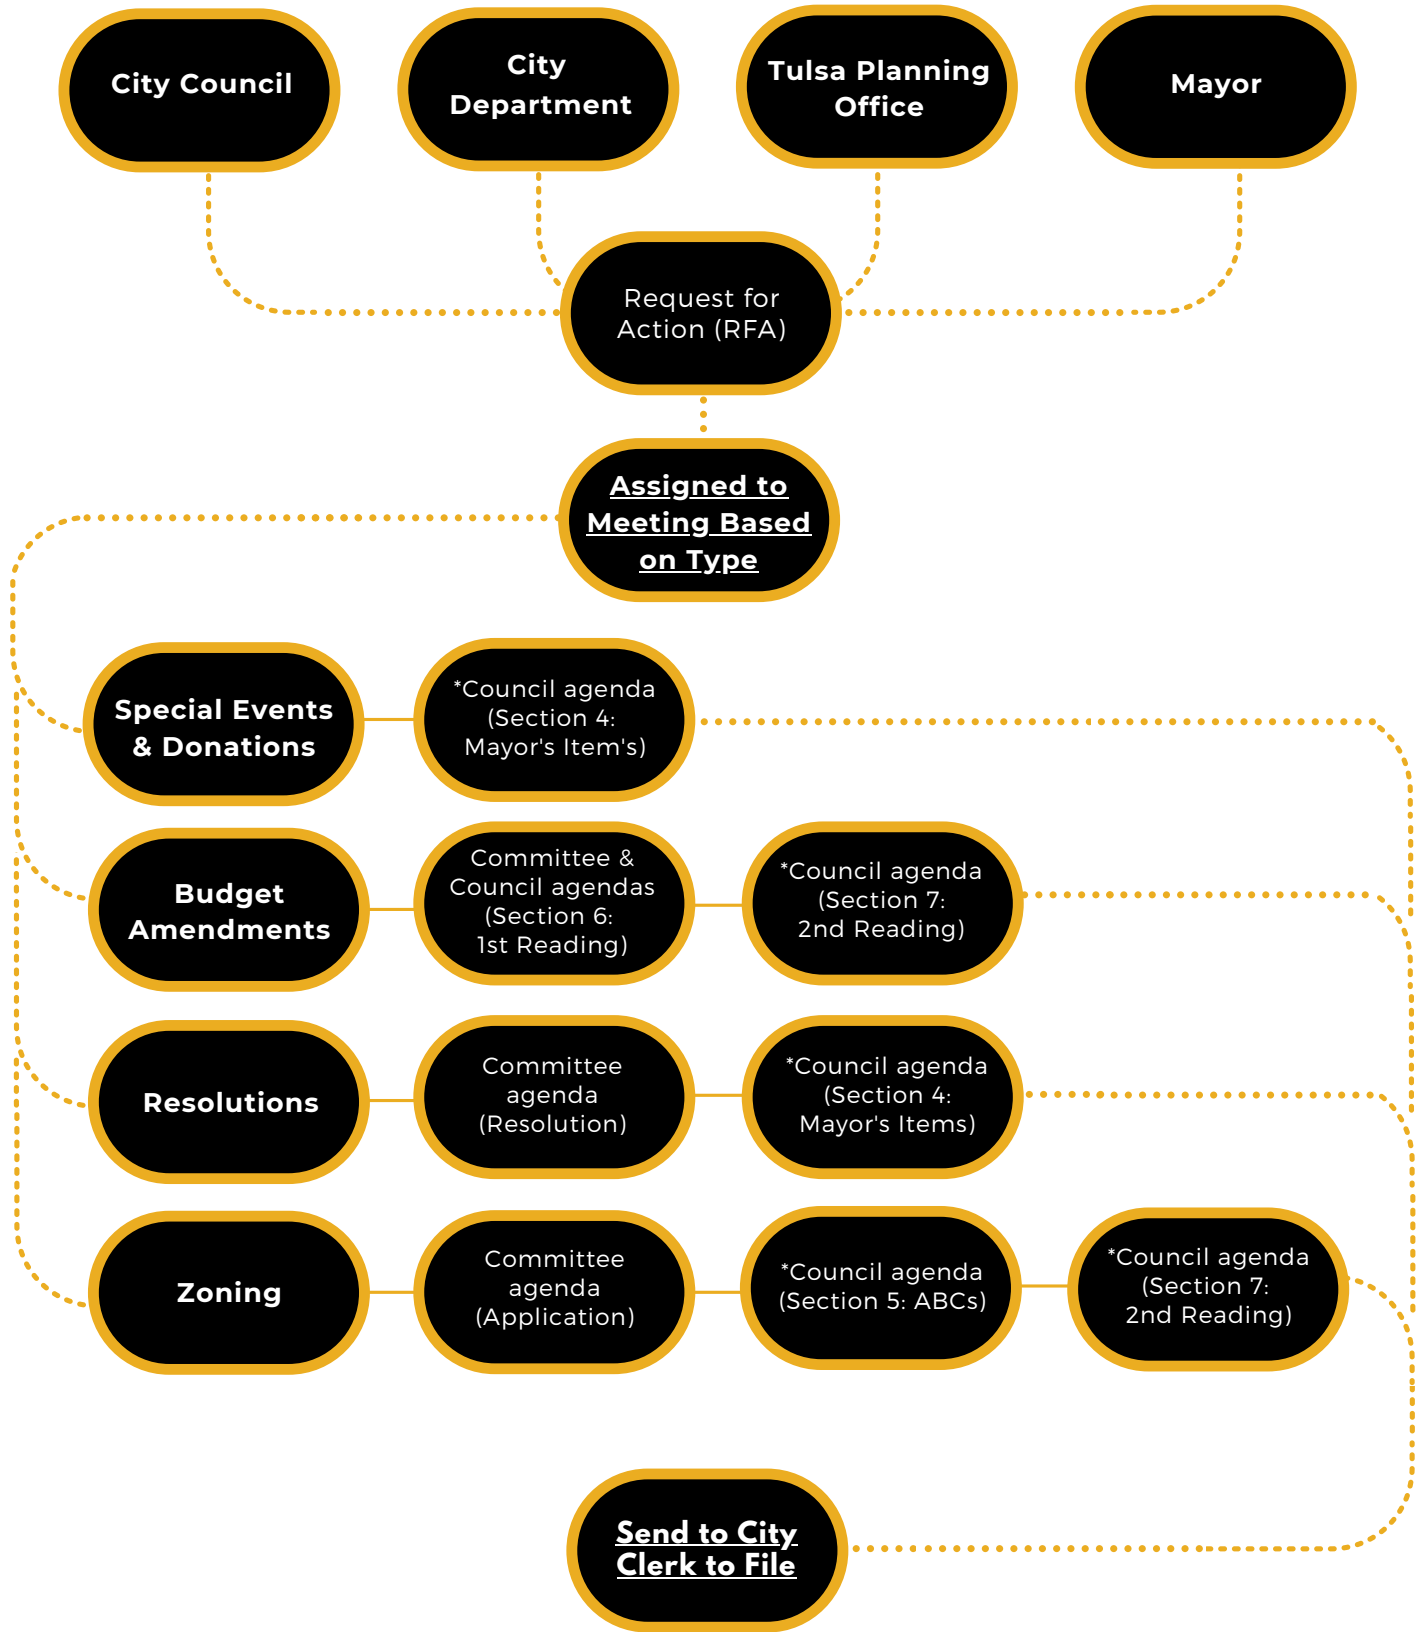 City Council
City
Department
Tulsa Planning
Office
Mayor
Request for
Action (RFA)
Assigned to
Meeting Based
on Type
Special Events
& Donations
*Council agenda
(Section 4:
Mayor's Item's)
Budget
Amendments
Committee &
Council agendas
(Section 6:
1st Reading)
*Council agenda
(Section 7:
2nd Reading)
Resolutions
Committee
agenda
(Resolution)
*Council agenda
(Section 4:
Mayor's Items)
Zoning
Committee
agenda
(Application)
*Council agenda
(Section 5: ABCs)
*Council agenda
(Section 7:
2nd Reading)
Send to City
Clerk to File